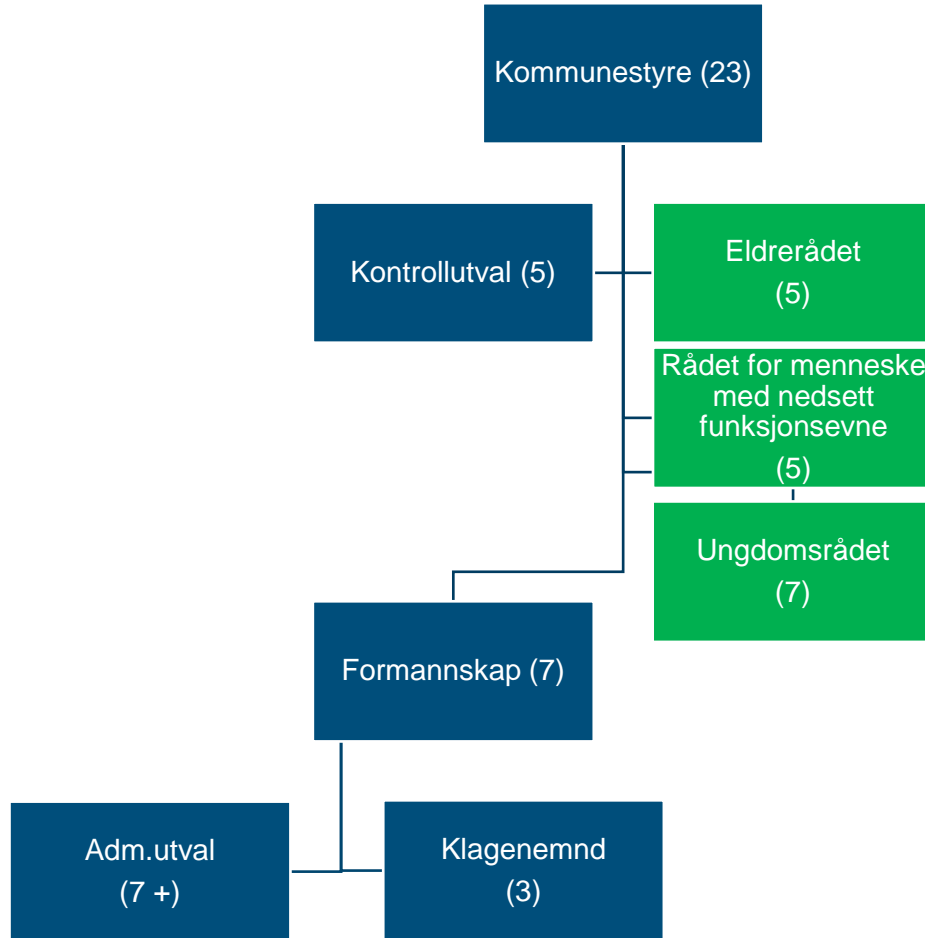 Kommunestyre (23)
Kontrollutval (5)
Eldrerådet
(5)
Rådet for menneske
med nedsett
funksjonsevne
(5)
Ungdomsrådet
(7)
Formannskap (7)
Adm.utval
(7 +)
Klagenemnd
(3)